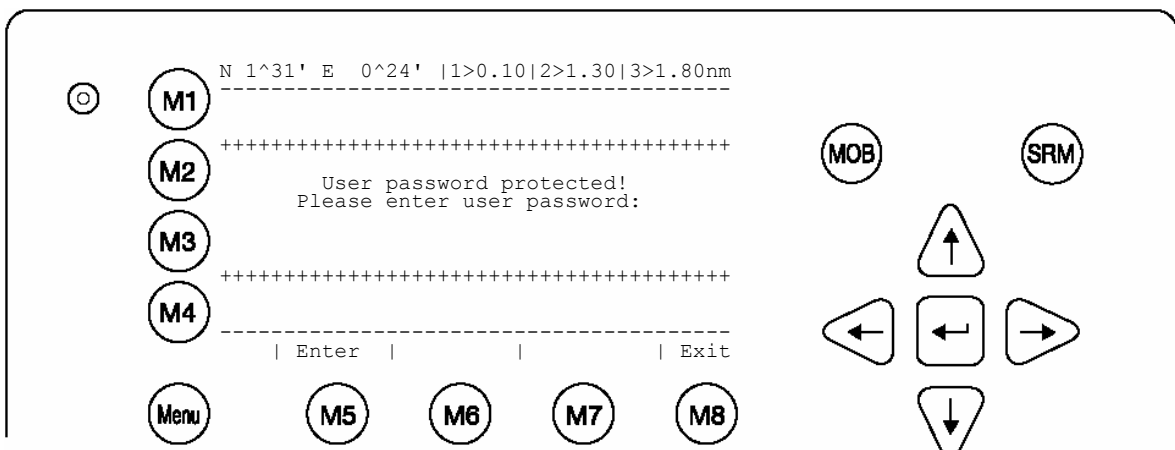 N 1^31' E  0^24' |1>0.10|2>1.30|3>1.80nm
----------------------------------------
M1
++++++++++++++++++++++++++++++++++++++++
MOB
SRM
M2
User password protected!
Please enter user password:
M3
++++++++++++++++++++++++++++++++++++++++
M4
----------------------------------------
| Enter  |         |          | Exit
Menu
M5
M6
M7
M8